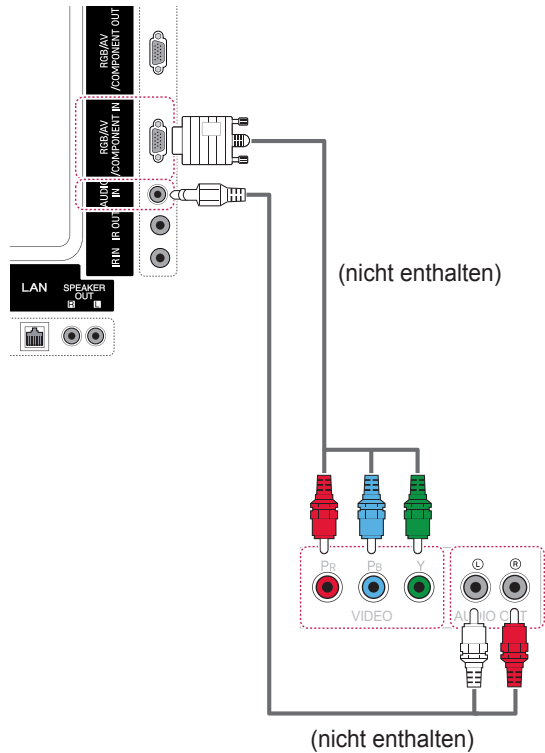 RGB/AV
/COMPONENT OUT
RGB/AV
/COMPONENT IN
AUDIO
IN
IR OUT
IR IN
LAN
SPEAKER
OUT
R L
(nicht enthalten)
PR PB Y
VIDEO
L R
AUDIO OUT
(nicht enthalten)